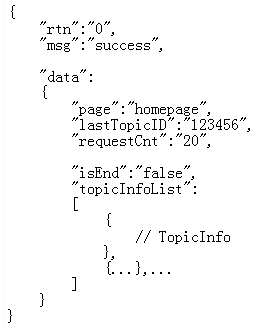 {
"rtn":"0",
"msg":"success",
"data":
{
"page":"homepage",
"lastTopicID":"123456",
"requestCnt":"20",
"isEnd":"false",
"topicInfoList":
[
{
// TopicInfo
},
{...},...
]
}
}